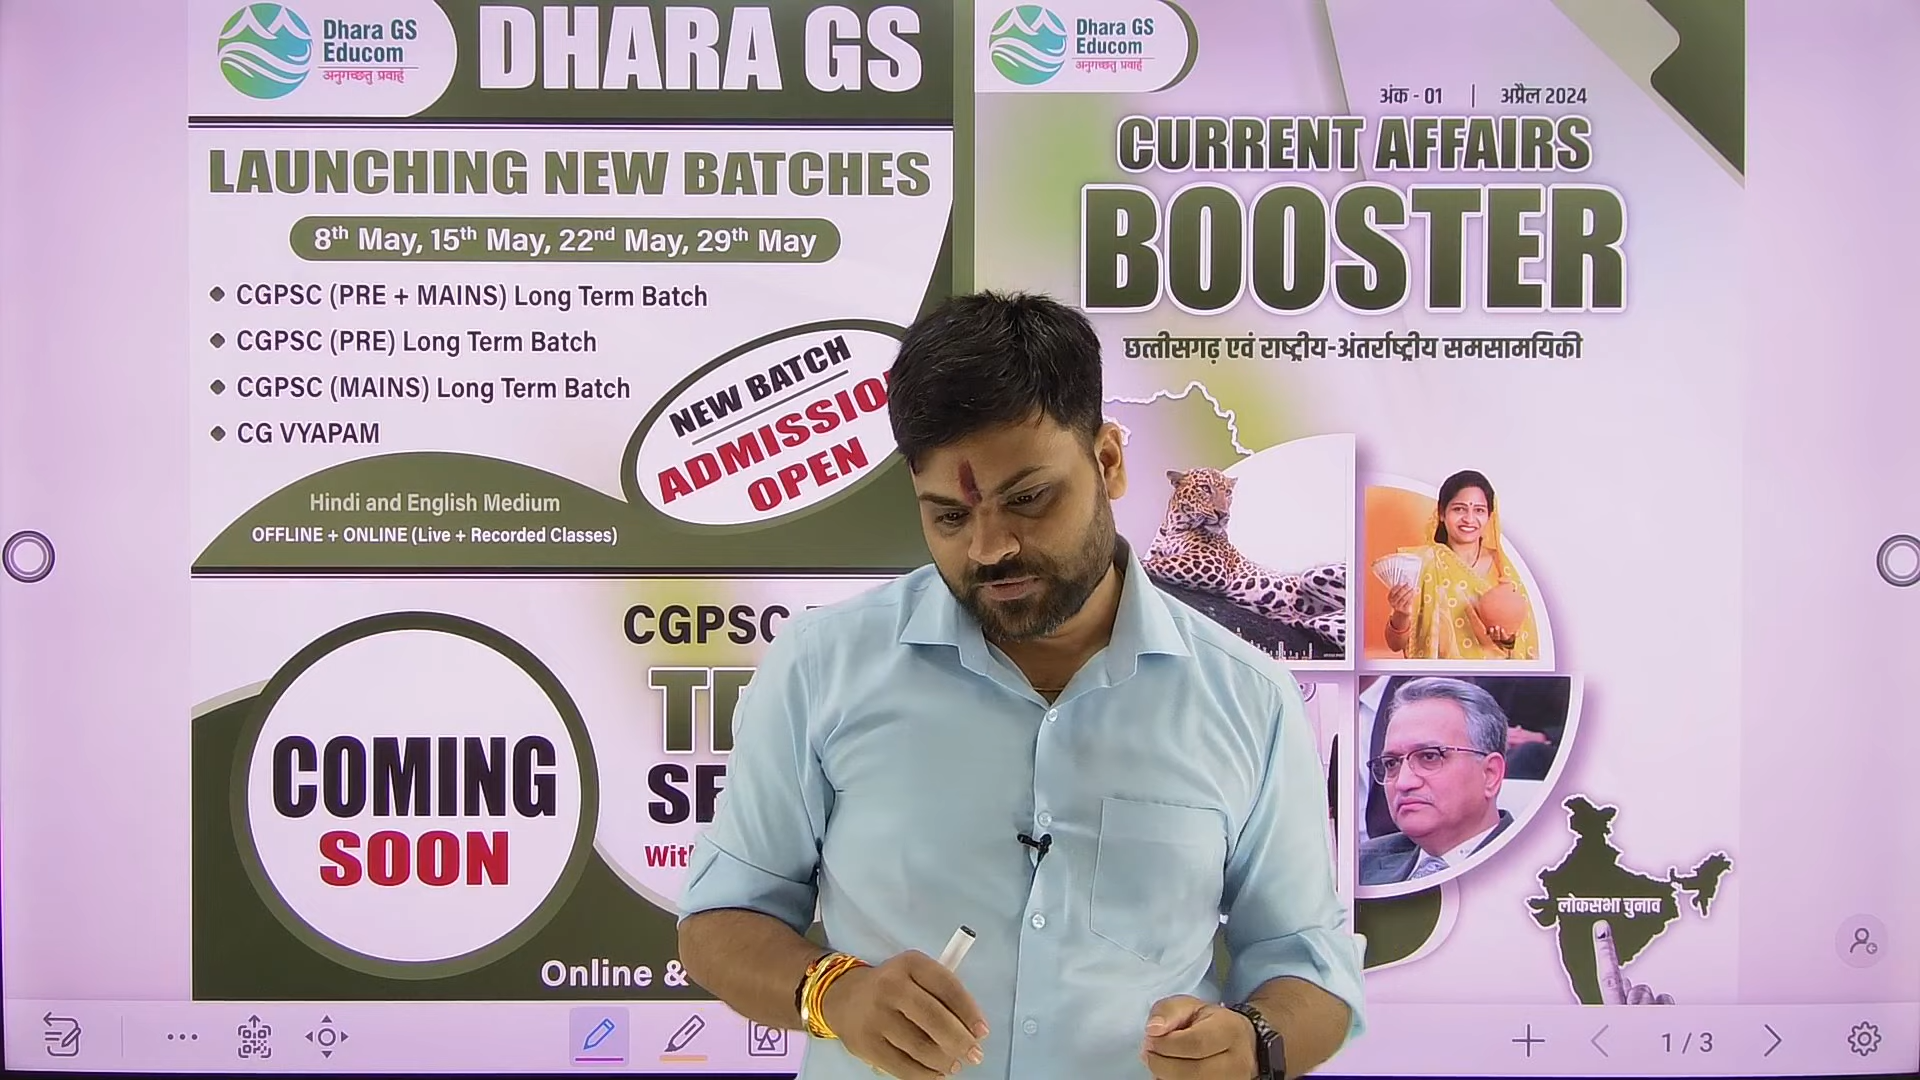 Dhara GS
Educom
अनुगच्छतु प्रवाहं
DHARA GS
LAUNCHING NEW BATCHES
8th May, 15th May, 22nd May, 29th May
CGPSC (PRE + MAINS) Long Term Batch
CGPSC (PRE) Long Term Batch
CGPSC (MAINS) Long Term Batch
CG VYAPAM
NEW BATCH
ADMISSIO
OPEN
Hindi and English Medium
OFFLINE + ONLINE (Live + Recorded Classes)
CGPSC
COMING
SOON
Online &
Dhara GS
Educom
अनुगच्छतु प्रवाहं
अंक - 01 | अप्रैल 2024
CURRENT AFFAIRS
BOOSTER
छत्तीसगढ़ एवं राष्ट्रीय-अंतर्राष्ट्रीय समसामयिकी
लोकसभा चुनाव
1 / 3